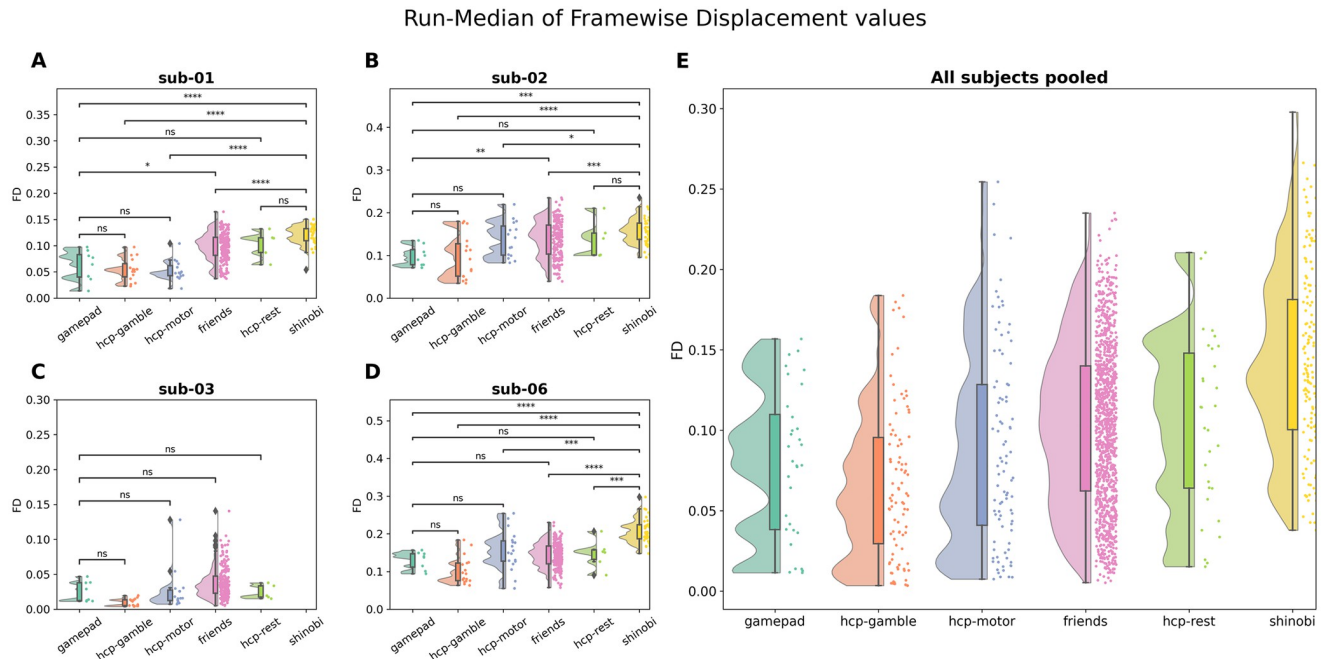 Run-Median of Framewise Displacement values
A
sub-01
FD
0.35
0.30
0.25
0.20
0.15
0.10
0.05
0.00
****
****
ns
****
*
****
ns
ns
ns
gamepad
hcp-gamble
hcp-motor
friends
hcp-rest
shinobi
B
sub-02
FD
0.4
0.3
0.2
0.1
0.0
***
****
ns
*
**
***
ns
ns
ns
gamepad
hcp-gamble
hcp-motor
friends
hcp-rest
shinobi
C
sub-03
FD
0.30
0.25
0.20
0.15
0.10
0.05
0.00
ns
ns
ns
ns
gamepad
hcp-gamble
hcp-motor
friends
hcp-rest
shinobi
D
sub-06
FD
0.5
0.4
0.3
0.2
0.1
0.0
****
****
ns
***
ns
****
***
ns
ns
gamepad
hcp-gamble
hcp-motor
friends
hcp-rest
shinobi
E
All subjects pooled
FD
0.30
0.25
0.20
0.15
0.10
0.05
0.00
gamepad
hcp-gamble
hcp-motor
friends
hcp-rest
shinobi